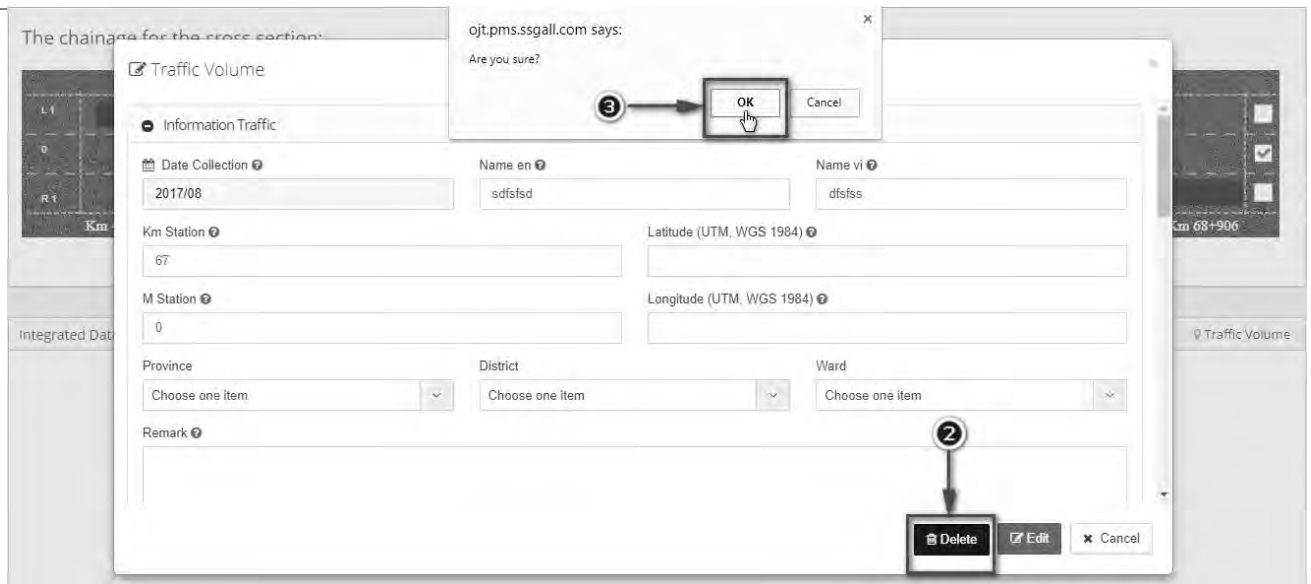 The chainage for the cross section:
ojt.pms.ssgall.com says:
Are you sure?
3
OK
Cancel
Traffic Volume
Information Traffic
L1
0
R1
Km
Km 68+906
Date Collection
Name en
Name vi
2017/08
sdfsfsd
dfsfss
Km Station
Latitude (UTM, WGS 1984)
67
M Station
Longitude (UTM, WGS 1984)
0
Integrated Dat
Traffic Volume
Province
District
Ward
Choose one item
Choose one item
Choose one item
Remark
2
Delete
Edit
Cancel